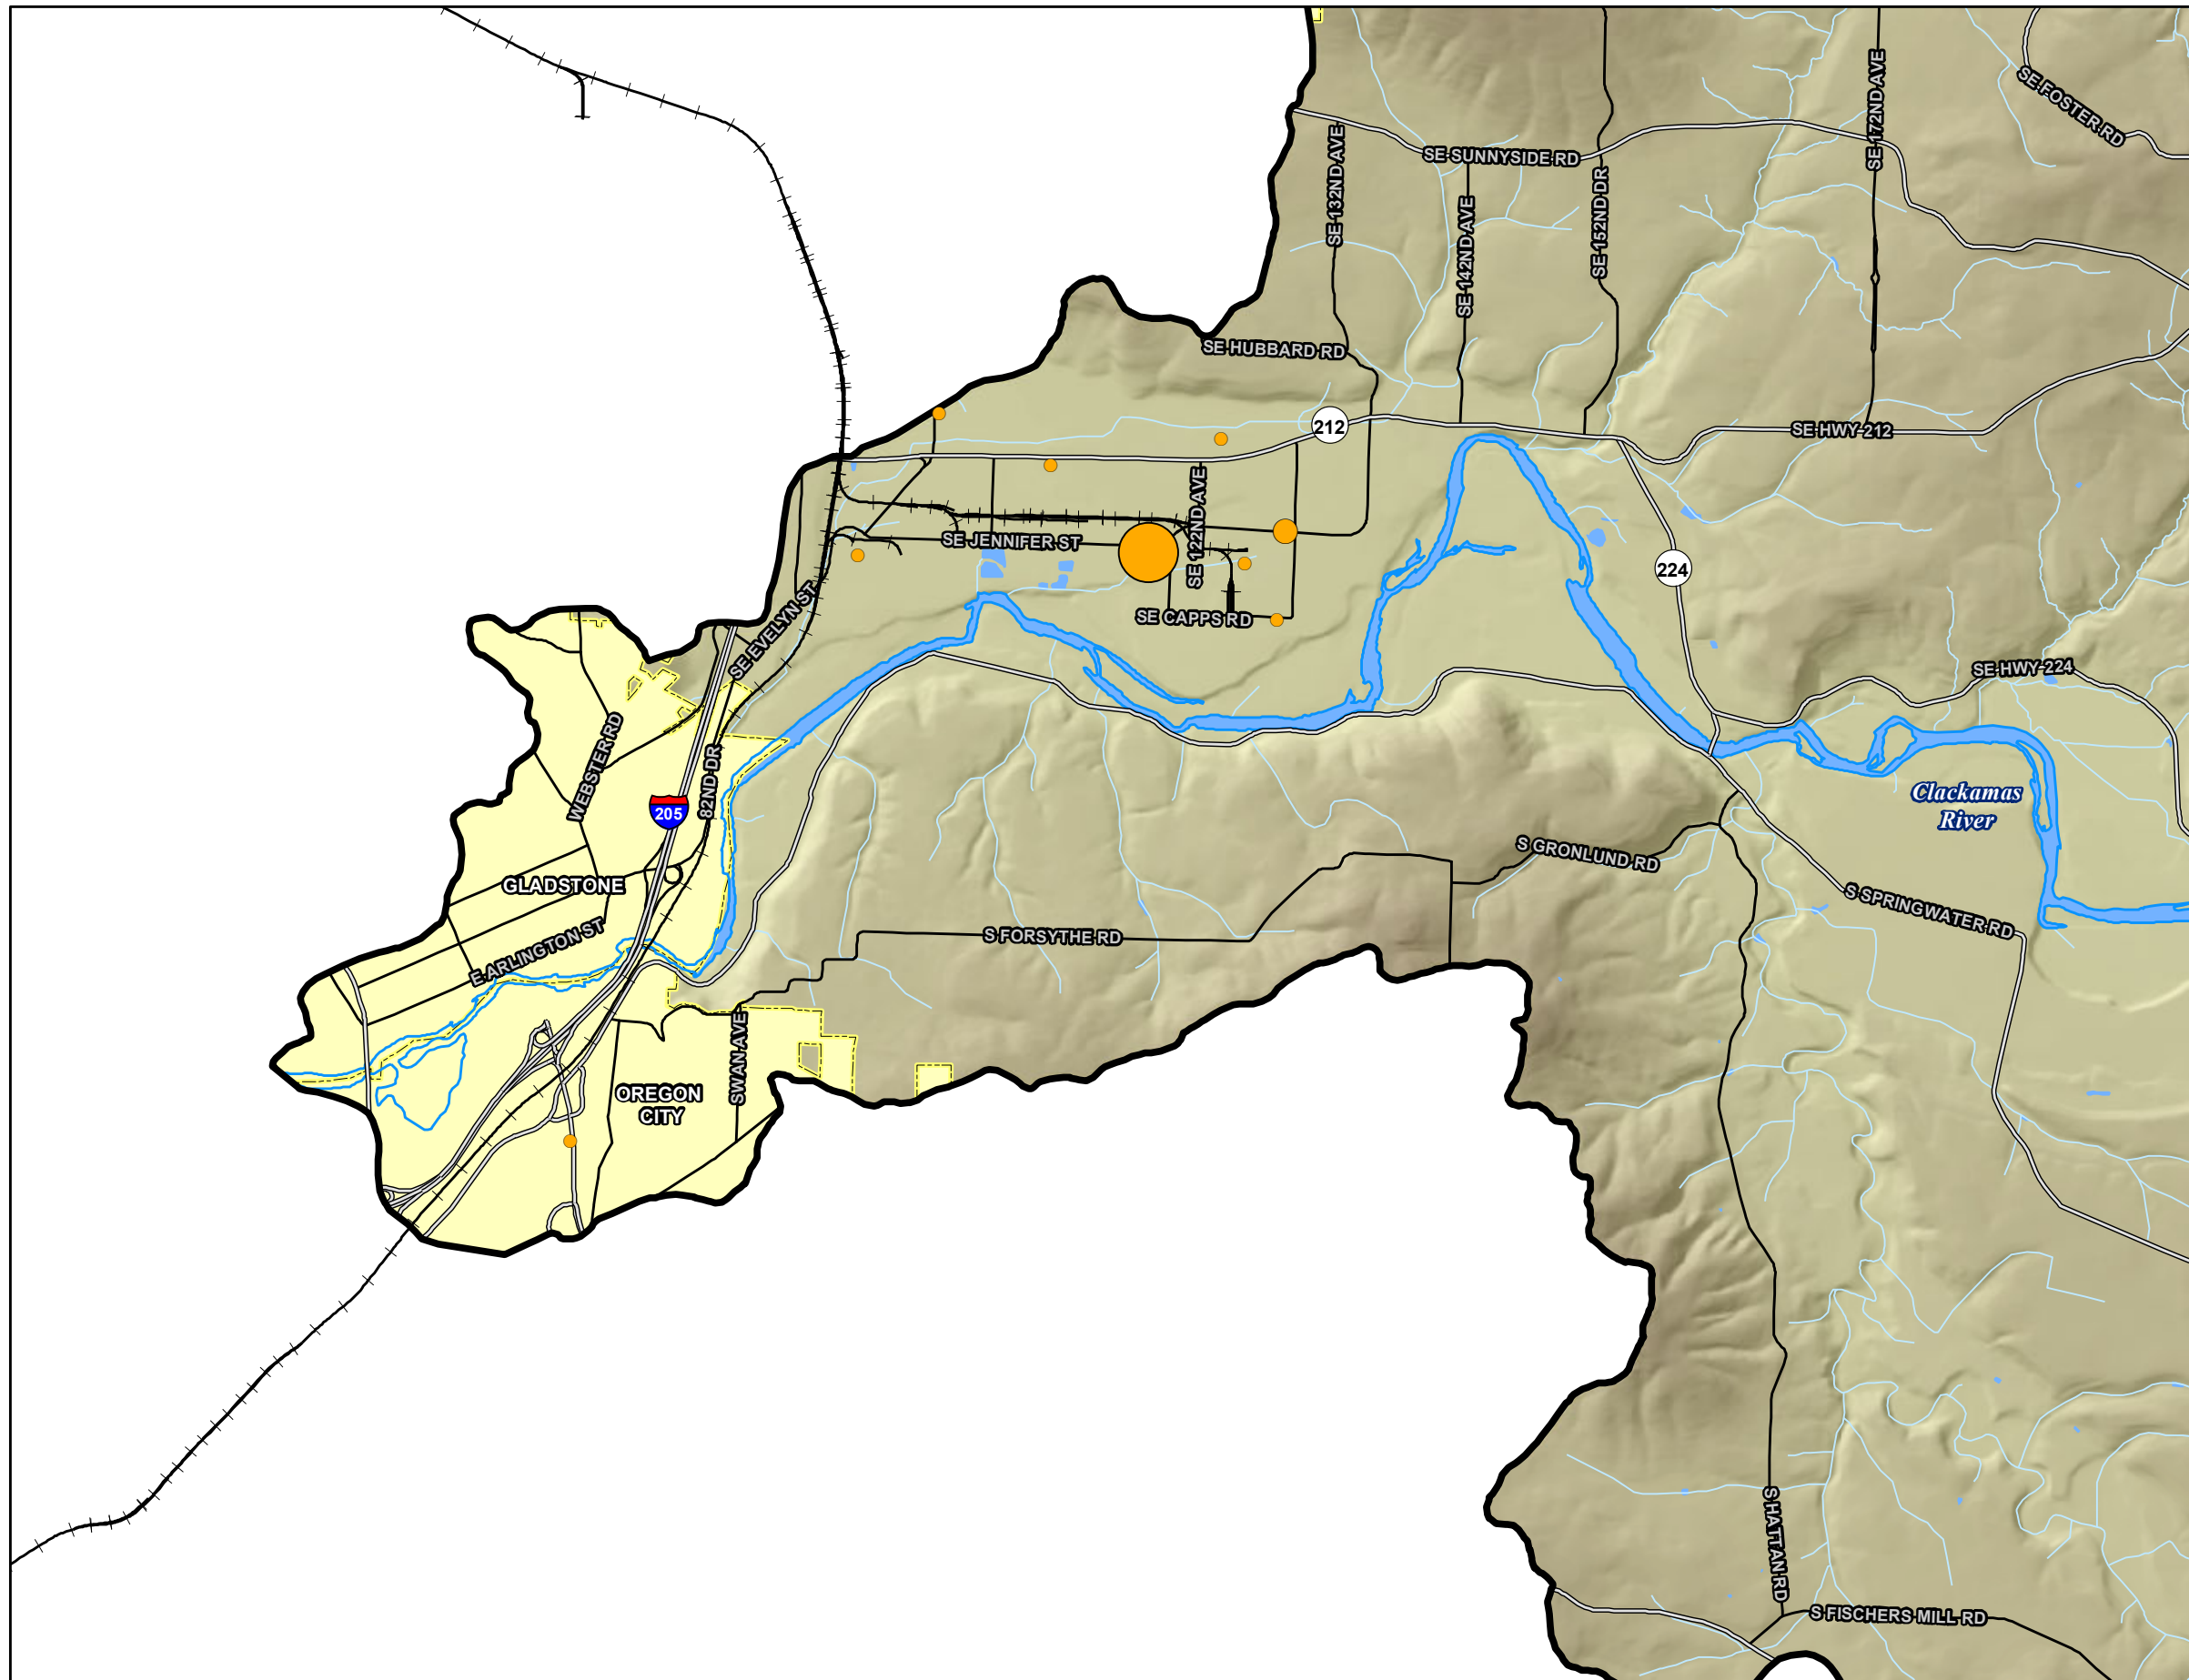 SE FOSTER RD
SE 172ND AVE
SE SUNNYSIDE RD
SE 132ND AVE
SE 152ND DR
SE 142ND AVE
SE HUBBARD RD
212
SE HWY 212
SE 122ND AVE
SE JENNIFER ST
224
SE CAPPS RD
SE EVELYN ST
SE HWY 224
WEBSTER RD
82ND DR
205
Clackamas
River
S GRONLUND RD
GLADSTONE
S SPRINGWATER RD
E ARLINGTON ST
S FORSYTHE RD
SWAN AVE
OREGON
CITY
S HATTAN RD
S FISCHERS MILL RD